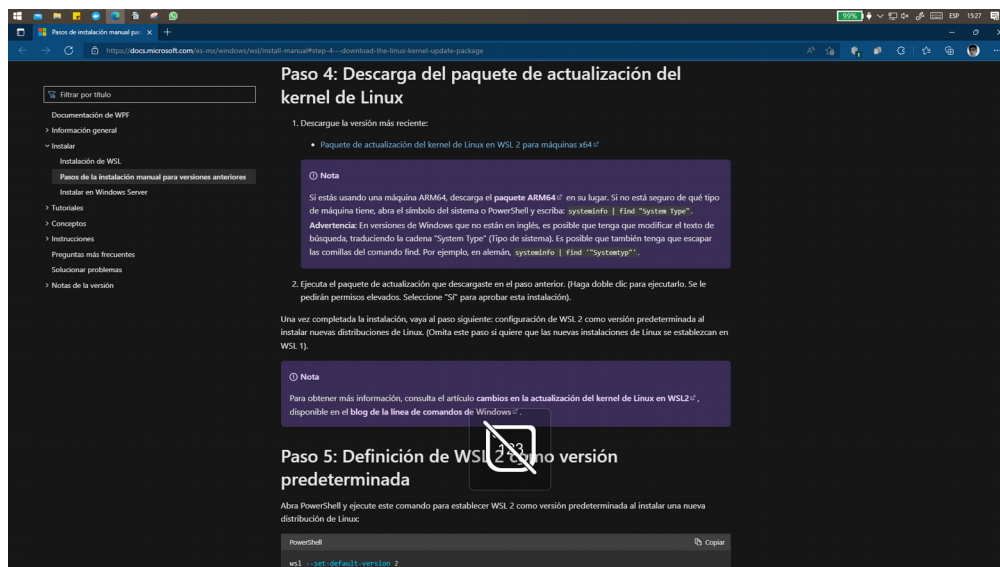 99%
ESP
1527
Pasos de instalación manual par
https://docs.microsoft.com/es-mx/windows/wsl/install-manual#step-4---download-the-linux-kernel-update-package
Filtrar por título
Documentación de WPF
Información general
Instalar
Instalación de WSL
Pasos de la instalación manual para versiones anteriores
Instalar en Windows Server
Tutoriales
Conceptos
Instrucciones
Preguntas más frecuentes
Solucionar problemas
Notas de la versión
Paso 4: Descarga del paquete de actualización del
kernel de Linux
1. Descargue la versión más reciente:
• Paquete de actualización del kernel de Linux en WSL 2 para máquinas x64
Nota
Si estás usando una máquina ARM64, descarga el paquete ARM64 en su lugar. Si no está seguro de qué tipo
de máquina tiene, abra el símbolo del sistema o PowerShell y escriba: systeminfo | find "System Type".
Advertencia: En versiones de Windows que no están en inglés, es posible que tenga que modificar el texto de
búsqueda, traduciendo la cadena "System Type" (Tipo de sistema). Es posible que también tenga que escapar
las comillas del comando find. Por ejemplo, en alemán, systeminfo | find '"Systemtyp"'.
2. Ejecuta el paquete de actualización que descargaste en el paso anterior. (Haga doble clic para ejecutarlo. Se le
pedirán permisos elevados. Seleccione "Sí" para aprobar esta instalación).
Una vez completada la instalación, vaya al paso siguiente: configuración de WSL 2 como versión predeterminada al
instalar nuevas distribuciones de Linux. (Omita este paso si quiere que las nuevas instalaciones de Linux se establezcan en
WSL 1).
Nota
Para obtener más información, consulta el artículo cambios en la actualización del kernel de Linux en WSL2,
disponible en el blog de la línea de comandos de Windows.
123
Paso 5: Definición de WSL 2 como versión
predeterminada
Abra PowerShell y ejecute este comando para establecer WSL 2 como versión predeterminada al instalar una nueva
distribución de Linux:
PowerShell
Copiar
wsl --set-default-version 2